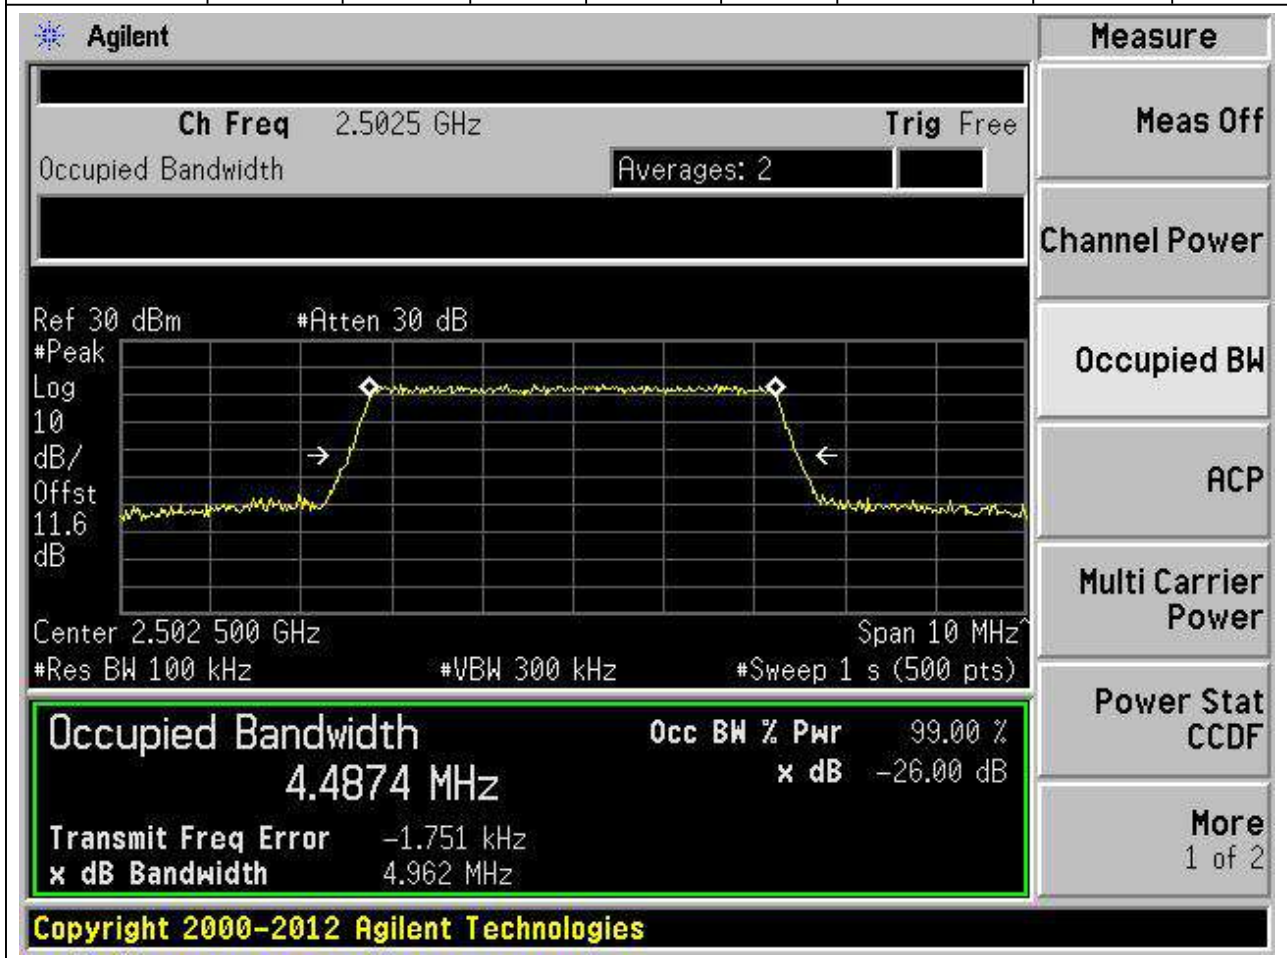 Agilent
Measure
Ch Freq 2.5025 GHz Trig Free
Occupied Bandwidth Averages: 2
Meas Off
Channel Power
Occupied BW
ACP
Multi Carrier
Power
Power Stat
CCDF
More
1 of 2
Ref 30 dBm #Atten 30 dB
#Peak
Log
10
dB/
Offst
11.6
dB
Center 2.502 500 GHz Span 10 MHz^
#Res BW 100 kHz #VBW 300 kHz #Sweep 1 s (500 pts)
Occupied Bandwidth Occ BW % Pwr 99.00 %
4.4874 MHz x dB -26.00 dB
Transmit Freq Error -1.751 kHz
x dB Bandwidth 4.962 MHz
Copyright 2000-2012 Agilent Technologies